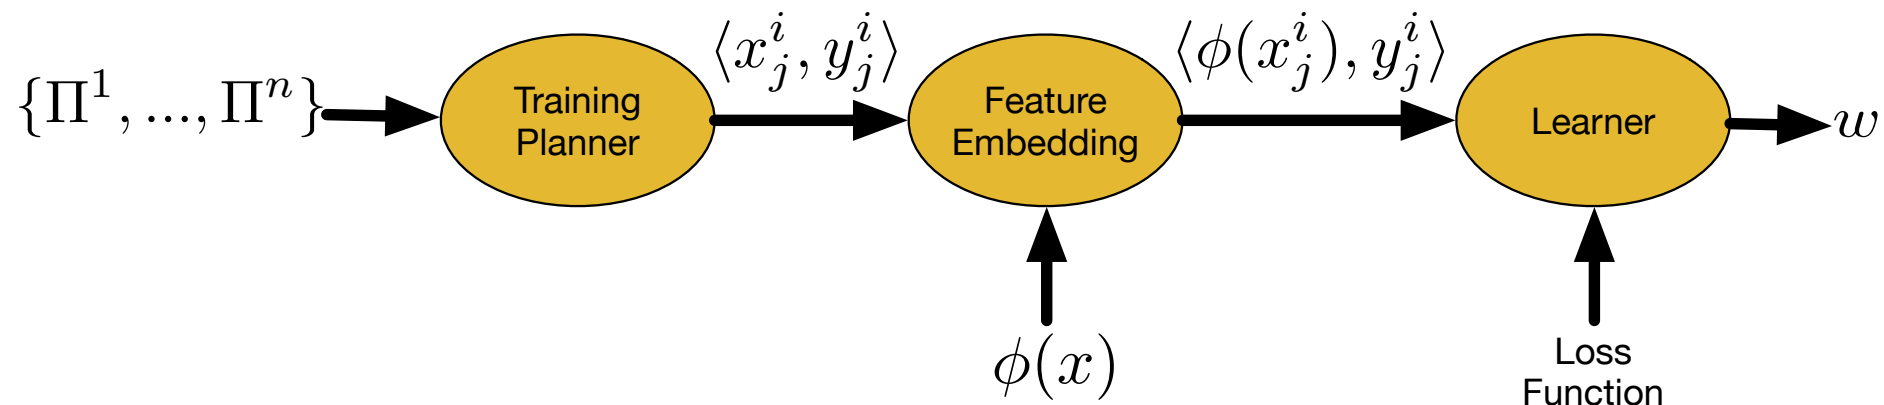 {Π^1, ..., Π^n}
Training
Planner
⟨x_j^i, y_j^i⟩
Feature
Embedding
⟨ϕ(x_j^i), y_j^i⟩
Learner
w
ϕ(x)
Loss
Function